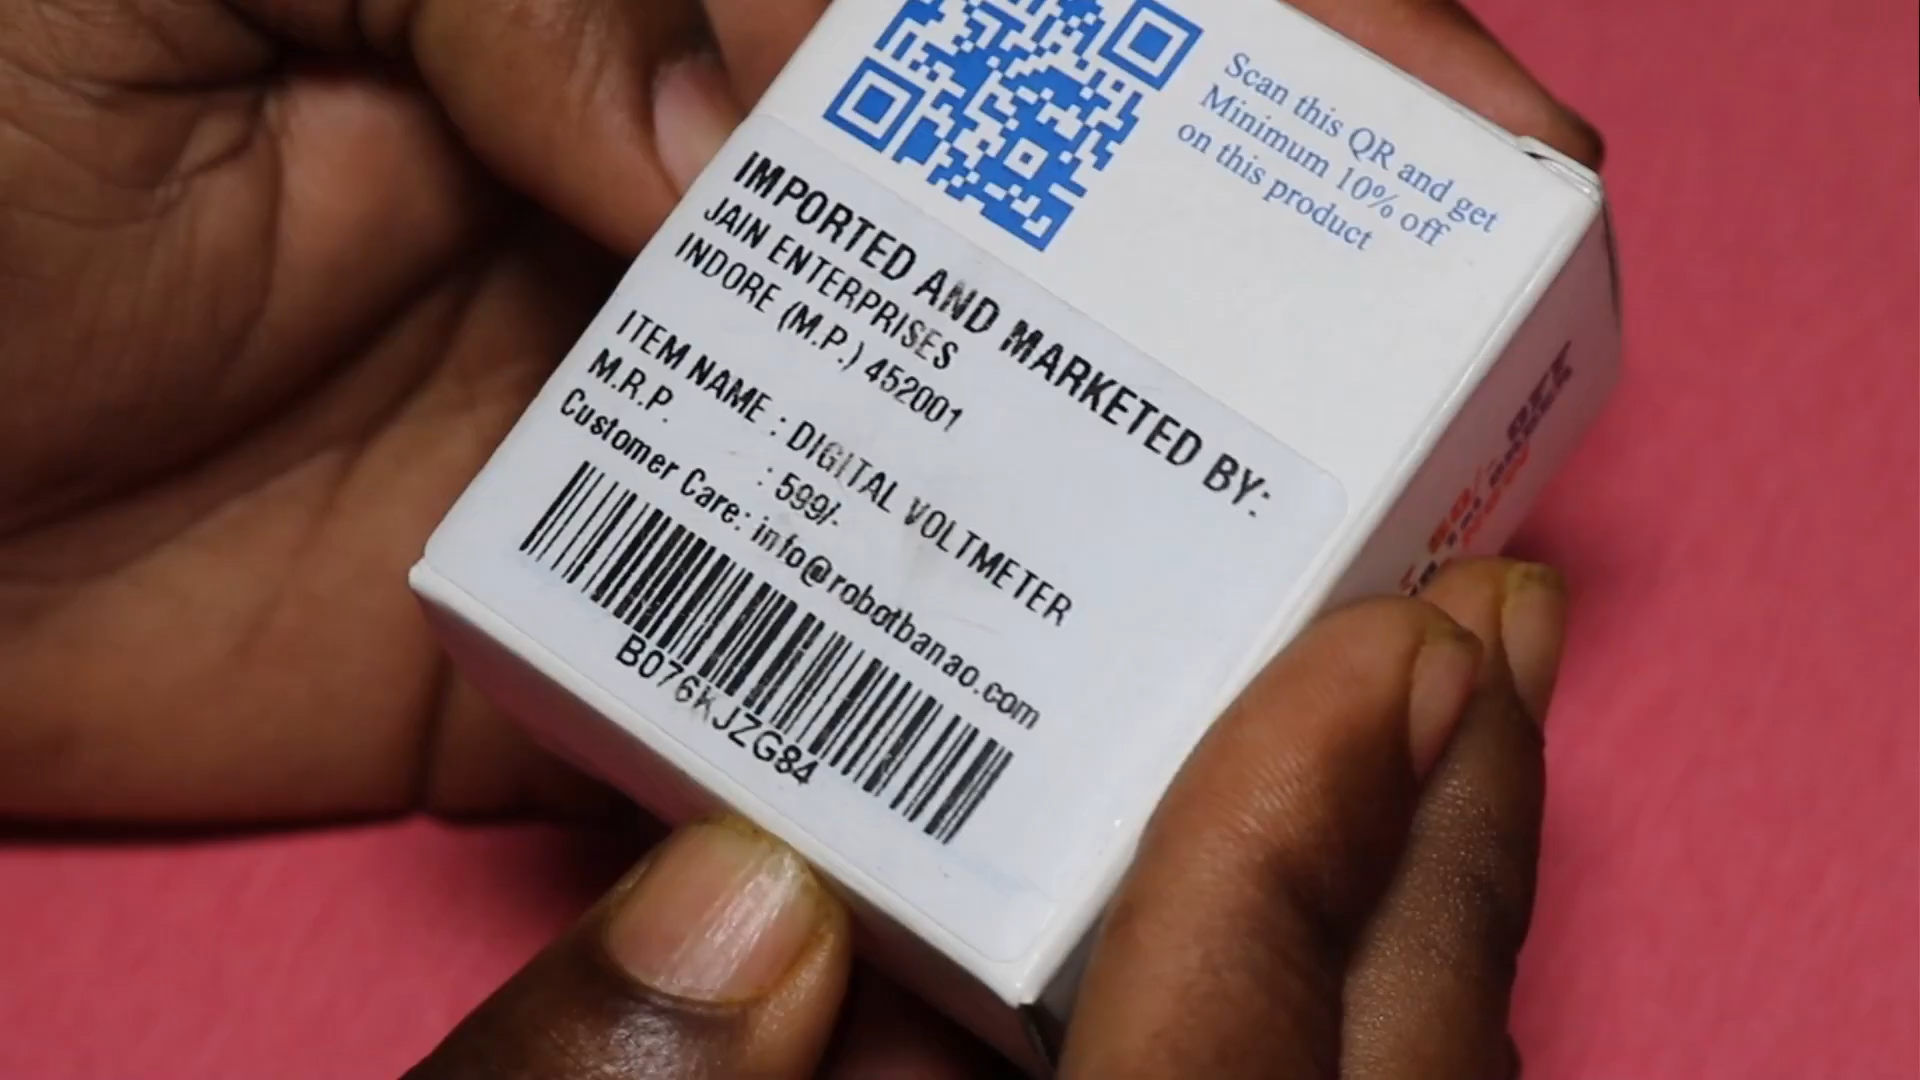 Scan this QR and get
Minimum 10% off
on this product
IMPORTED AND MARKETED BY:
JAIN ENTERPRISES
INDORE (M.P.) 452001
ITEM NAME : DIGITAL VOLTMETER
M.R.P. : 599/-
Customer Care: info@robotbanao.com
B076KJZG84